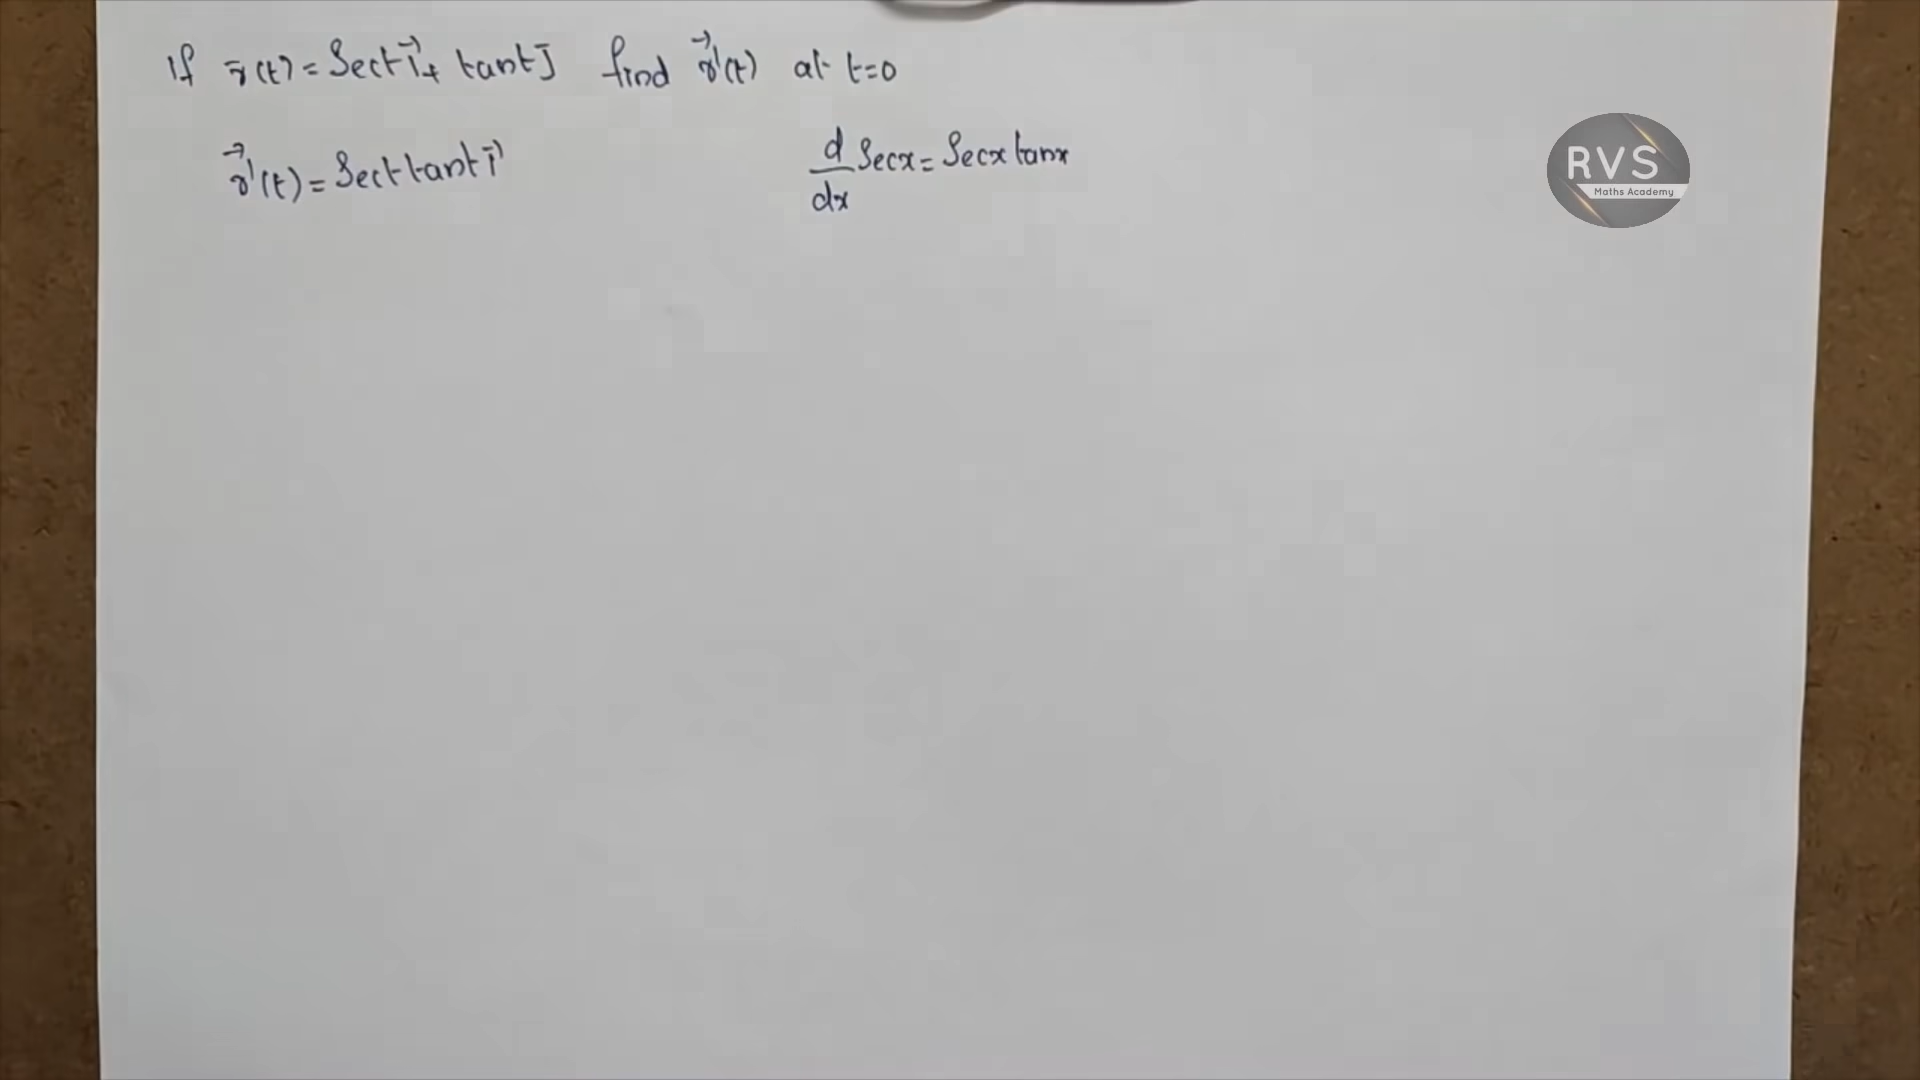 If r̄(t) = Sect i⃗ + tant j̄ find r⃗'(t) at t=0
r⃗'(t) = Sect tant i⃗
d/dx Secx = Secx tanx
RVS
Maths Academy